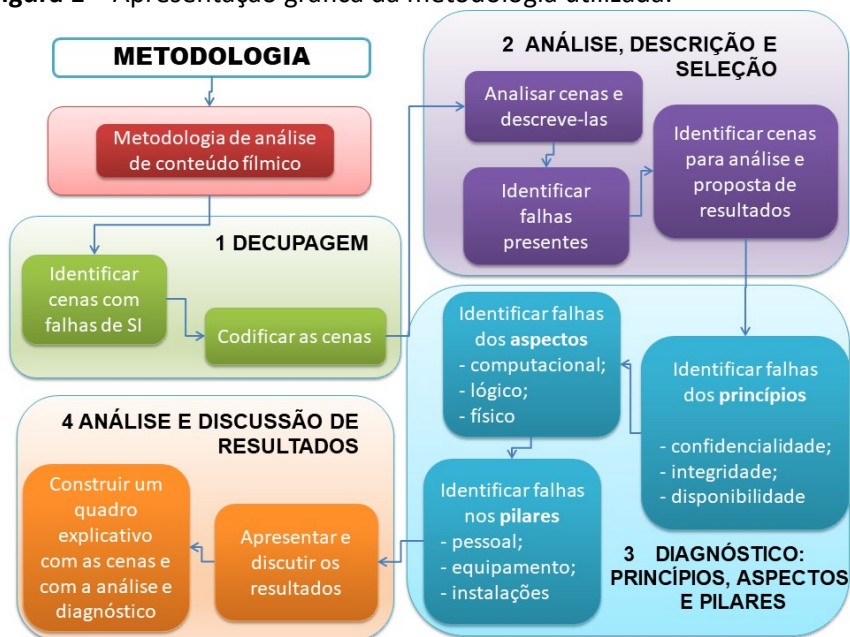 Apresentação gráfica da metodologia utilizada.
METODOLOGIA
Metodologia de análise
de conteúdo fílmico
1 DECUPAGEM
Identificar
cenas com
falhas de SI
Codificar as cenas
2 ANÁLISE, DESCRIÇÃO E
SELEÇÃO
Analisar cenas e
descreve-las
Identificar
falhas
presentes
Identificar cenas
para análise e
proposta de
resultados
3 DIAGNÓSTICO:
PRINCÍPIOS, ASPECTOS
E PILARES
Identificar falhas
dos princípios
- confidencialidade;
- integridade;
- disponibilidade
Identificar falhas
dos aspectos
- computacional;
- lógico;
- físico
Identificar falhas
nos pilares
- pessoal;
- equipamento;
- instalações
4 ANÁLISE E DISCUSSÃO DE
RESULTADOS
Apresentar e
discutir os
resultados
Construir um
quadro
explicativo
com as cenas e
com a análise e
diagnóstico